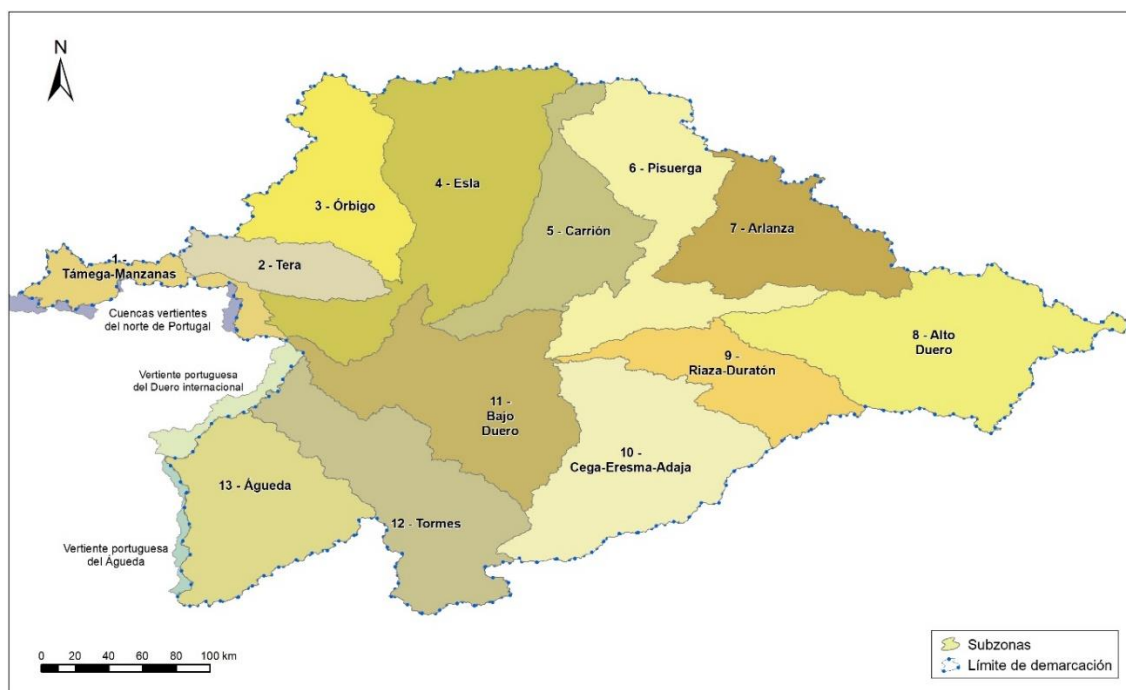 N
6 - Pisuerga
4 - Esla
3 - Órbigo
5 - Carrión
7 - Arlanza
1 -
Támega-Manzanas
2 - Tera
Cuencas vertientes
del norte de Portugal
8 - Alto
Duero
9 -
Riaza-Duratón
Vertiente portuguesa
del Duero internacional
11 -
Bajo
Duero
10 -
Cega-Eresma-Adaja
13 - Águeda
12 - Tormes
Vertiente portuguesa
del Águeda
0 20 40 60 80 100 km
Subzonas
Límite de demarcación